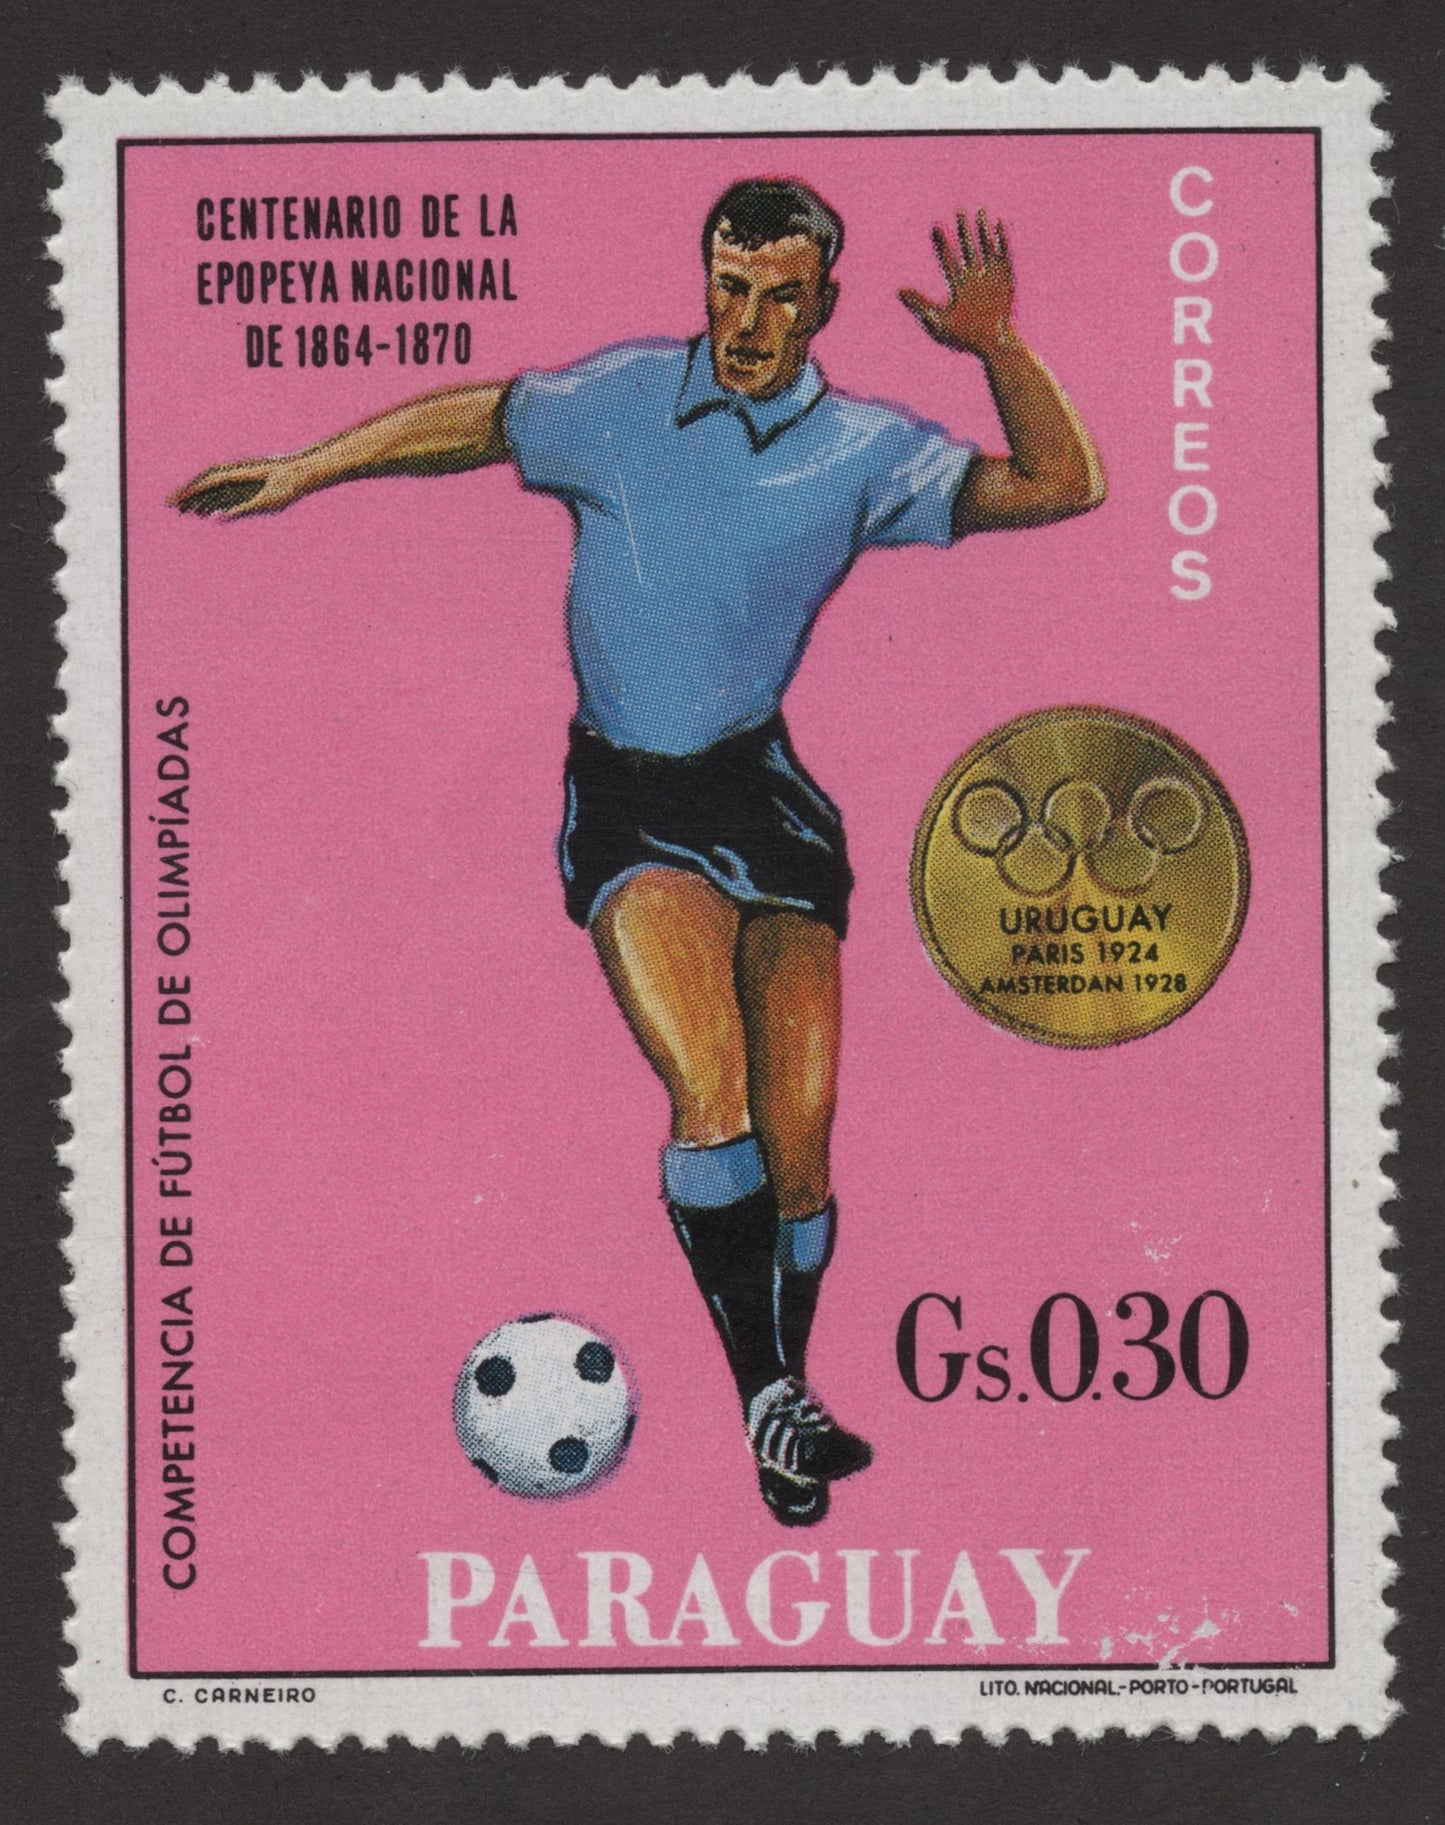 CENTENARIO DE LA
EPOPEYA NACIONAL
DE 1864-1870
CORREOS
COMPETENCIA DE FÚTBOL DE OLIMPÍADAS
URUGUAY
PARIS 1924
AMSTERDAN 1928
Gs.0.30
PARAGUAY
C. CARNEIRO
LITO. NACIONAL-PORTO-PORTUGAL